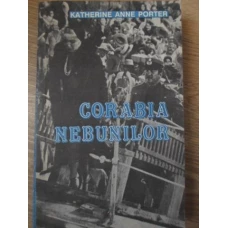 KATHERINE ANNE PORTER
CORABIA
NEBUNILOR